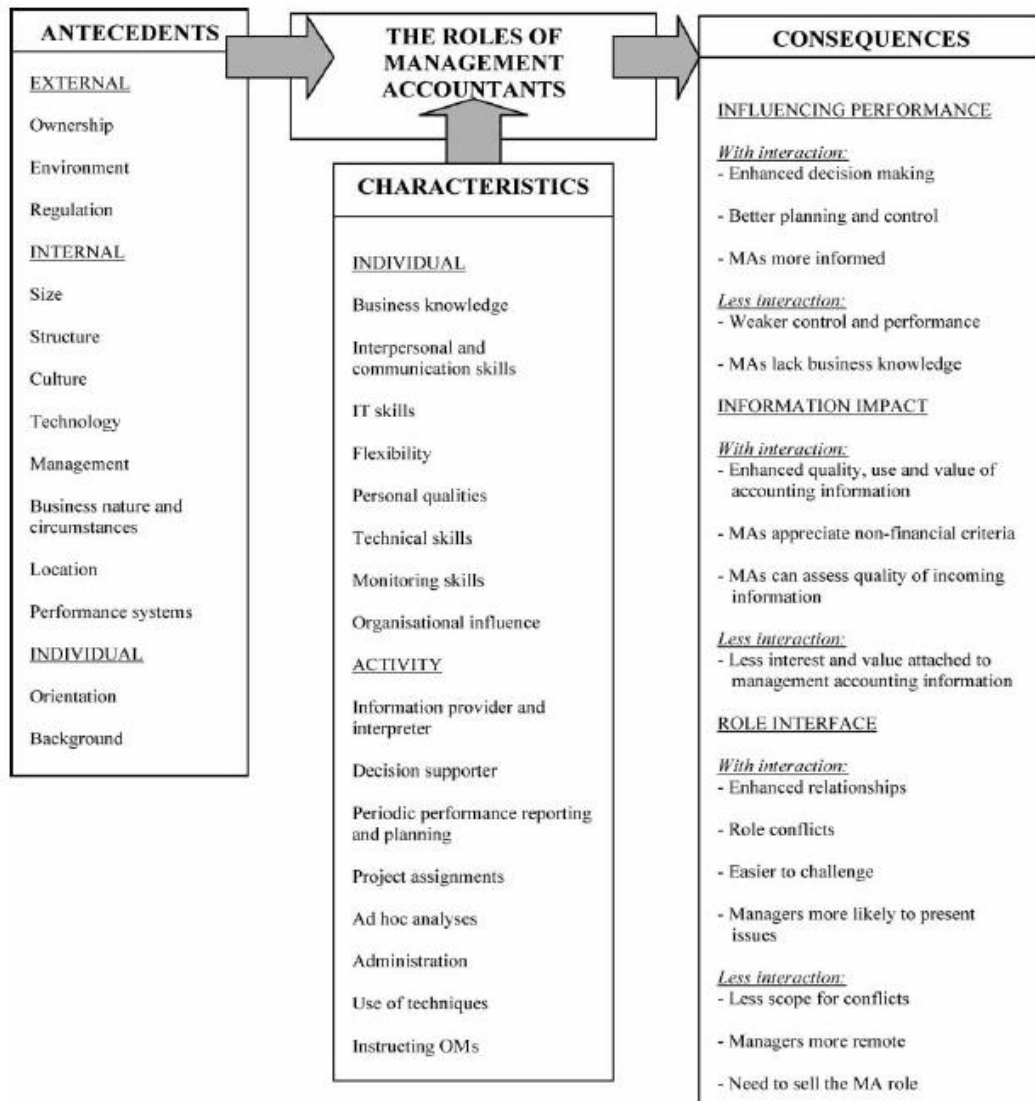 ANTECEDENTS
EXTERNAL
Ownership
Environment
Regulation
INTERNAL
Size
Structure
Culture
Technology
Management
Business nature and
circumstances
Location
Performance systems
INDIVIDUAL
Orientation
Background
THE ROLES OF
MANAGEMENT
ACCOUNTANTS
CHARACTERISTICS
INDIVIDUAL
Business knowledge
Interpersonal and
communication skills
IT skills
Flexibility
Personal qualities
Technical skills
Monitoring skills
Organisational influence
ACTIVITY
Information provider and
interpreter
Decision supporter
Periodic performance reporting
and planning
Project assignments
Ad hoc analyses
Administration
Use of techniques
Instructing OMs
CONSEQUENCES
INFLUENCING PERFORMANCE
With interaction:
- Enhanced decision making
- Better planning and control
- MAs more informed
Less interaction:
- Weaker control and performance
- MAs lack business knowledge
INFORMATION IMPACT
With interaction:
- Enhanced quality, use and value of
accounting information
- MAs appreciate non-financial criteria
- MAs can assess quality of incoming
information
Less interaction:
- Less interest and value attached to
management accounting information
ROLE INTERFACE
With interaction:
- Enhanced relationships
- Role conflicts
- Easier to challenge
- Managers more likely to present
issues
Less interaction:
- Less scope for conflicts
- Managers more remote
- Need to sell the MA role